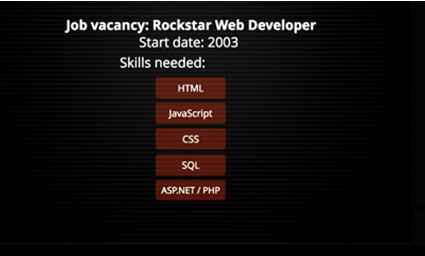 Job vacancy: Rockstar Web Developer
Start date: 2003
Skills needed:
HTML
JavaScript
CSS
SQL
ASP.NET / PHP